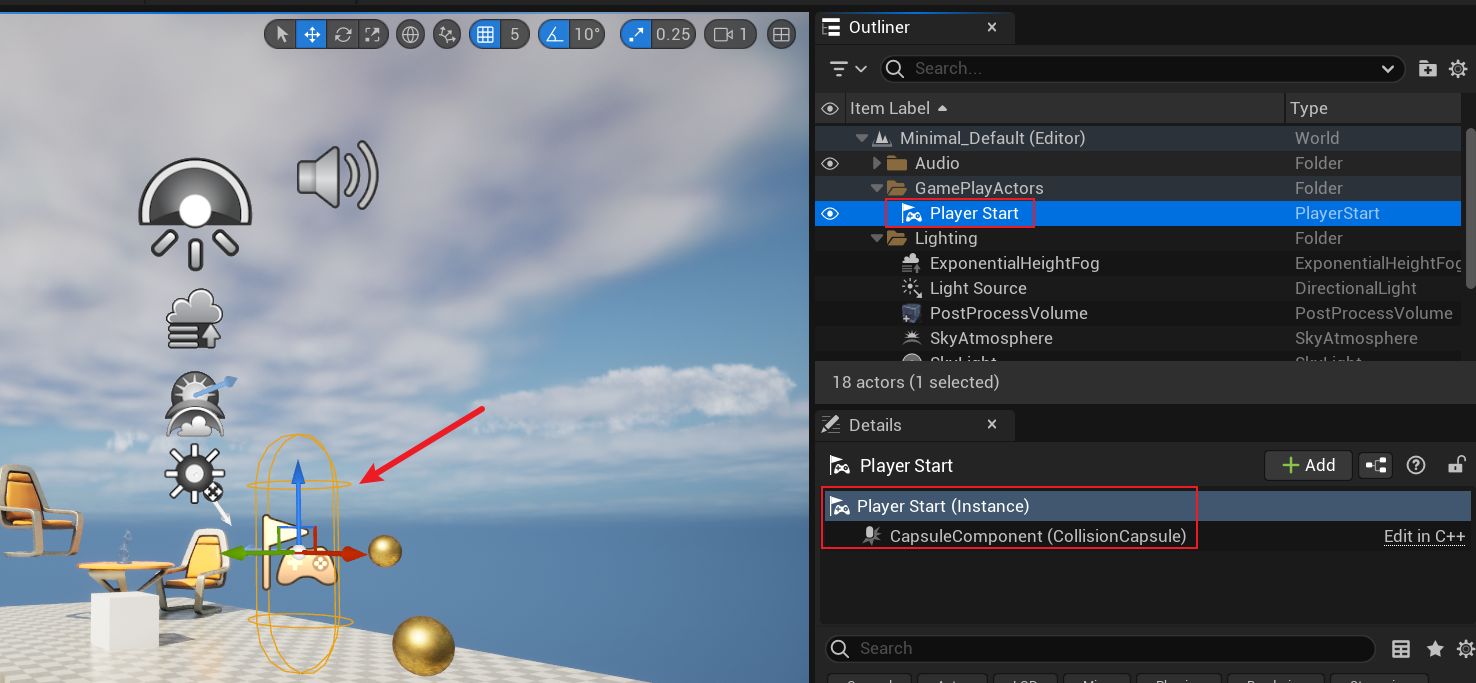 5
10°
0.25
1
Outliner
Search...
Item Label
Type
Minimal_Default (Editor)
World
Audio
Folder
GamePlayActors
Folder
Player Start
PlayerStart
Lighting
Folder
ExponentialHeightFog
ExponentialHeightFog
Light Source
DirectionalLight
PostProcessVolume
PostProcessVolume
SkyAtmosphere
SkyAtmosphere
SkyLight
SkyLight
18 actors (1 selected)
Details
Player Start
Add
Player Start (Instance)
CapsuleComponent (CollisionCapsule)
Edit in C++
Search